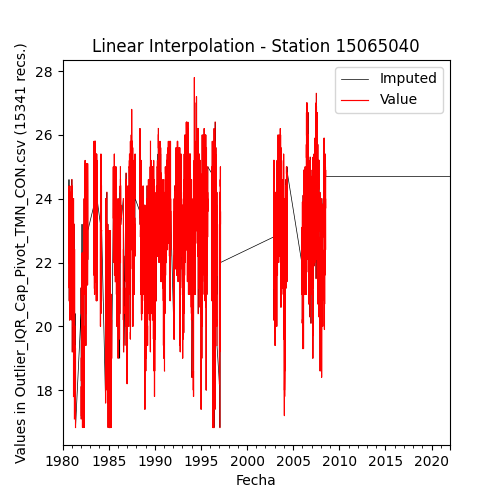 Linear Interpolation - Station 15065040
Values in Outlier_IQR_Cap_Pivot_TMN_CON.csv (15341 recs.)
28
26
24
22
20
18
Imputed
Value
1980 1985 1990 1995 2000 2005 2010 2015 2020
Fecha